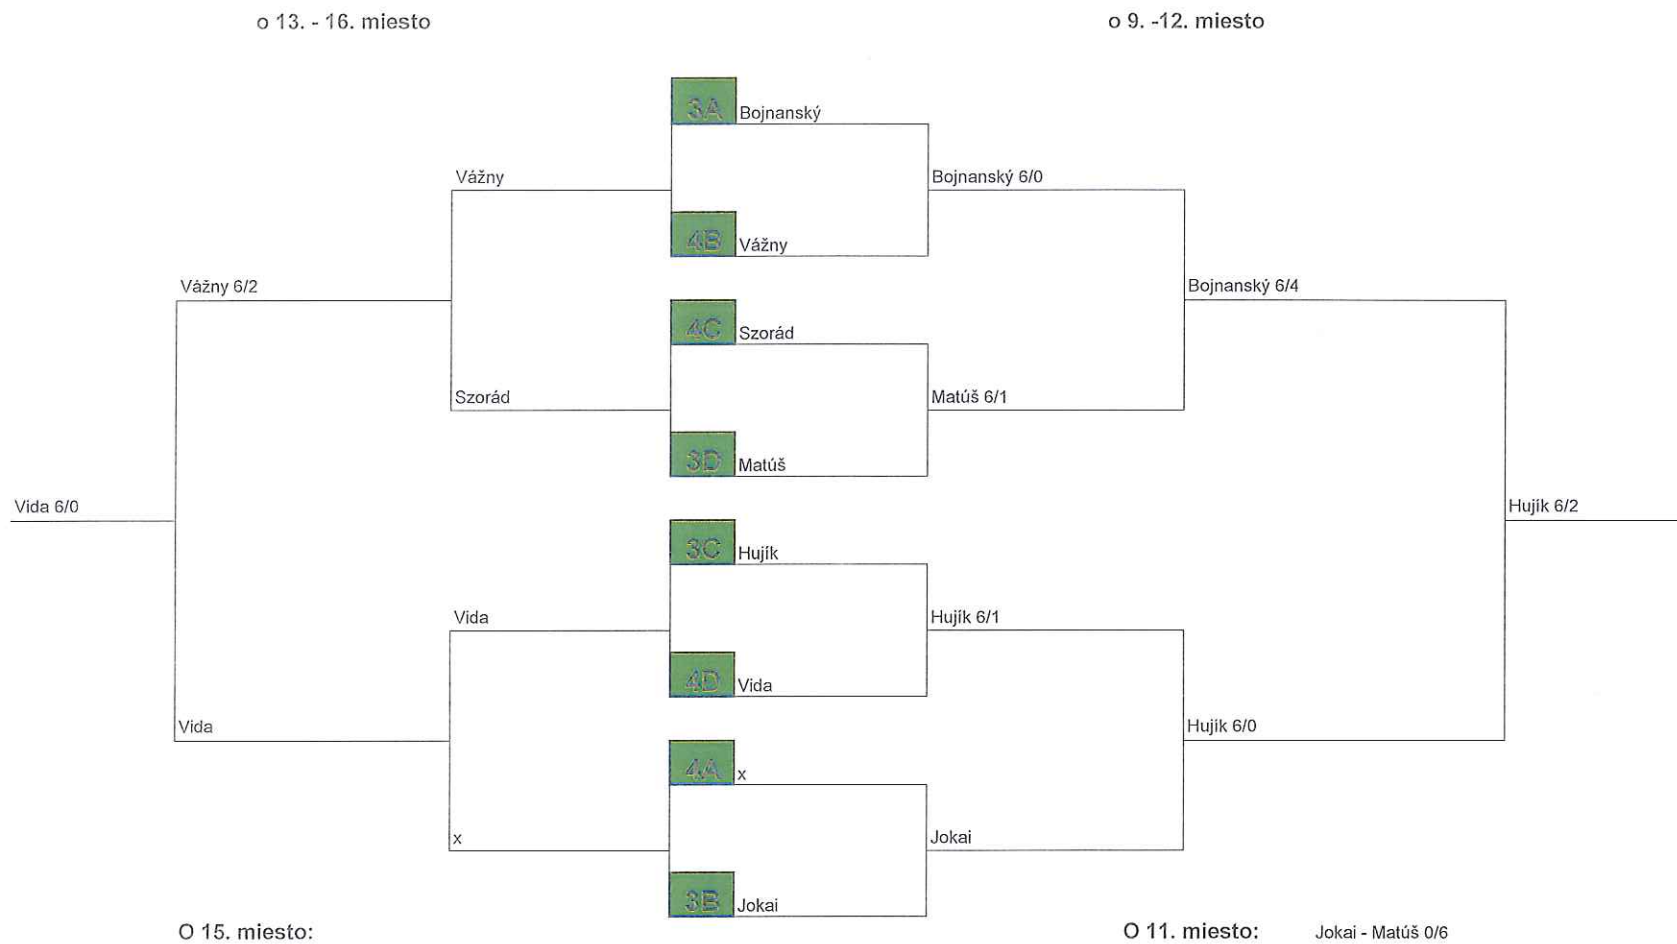 o 13. - 16. miesto
o 9. -12. miesto
3A Bojnanský
Vážny
Bojnanský 6/0
4B Vážny
Vážny 6/2
Bojnanský 6/4
4C Szorád
Szorád
Matúš 6/1
3D Matúš
Vida 6/0
Hujík 6/2
3C Hujík
Vida
Hujík 6/1
4D Vida
Vida
Hujík 6/0
4A x
x
Jokai
3B Jokai
O 15. miesto:
O 11. miesto: Jokai - Matúš 0/6